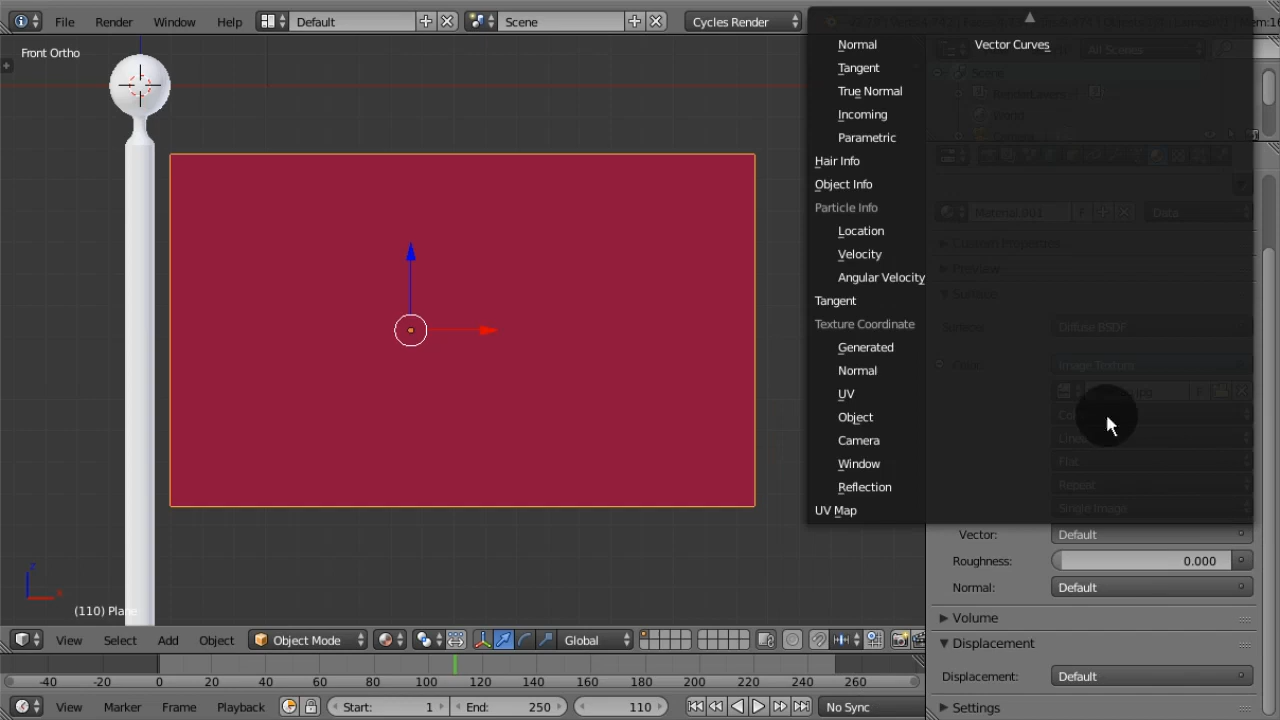 File Render Window Help Default Scene Cycles Render
Front Ortho
Normal
Tangent
True Normal
Incoming
Parametric
Hair Info
Object Info
Particle Info
Location
Velocity
Angular Velocity
Tangent
Texture Coordinate
Generated
Normal
UV
Object
Camera
Window
Reflection
UV Map
Vector Curves
All Scenes
Scene
RenderLayers
World
Camera
Material.001 Data
Custom Properties
Preview
Surface
Surface: Diffuse BSDF
Color: Image Texture
Flat
Repeat
Single Image
Vector: Default
Roughness: 0.000
Normal: Default
Volume
Displacement
Displacement: Default
Settings
z
x
(110) Plane
View Select Add Object Object Mode Global
-40 -20 0 20 40 60 80 100 120 140 160 180 200 220 240 260
View Marker Frame Playback Start: 1 End: 250 110 No Sync